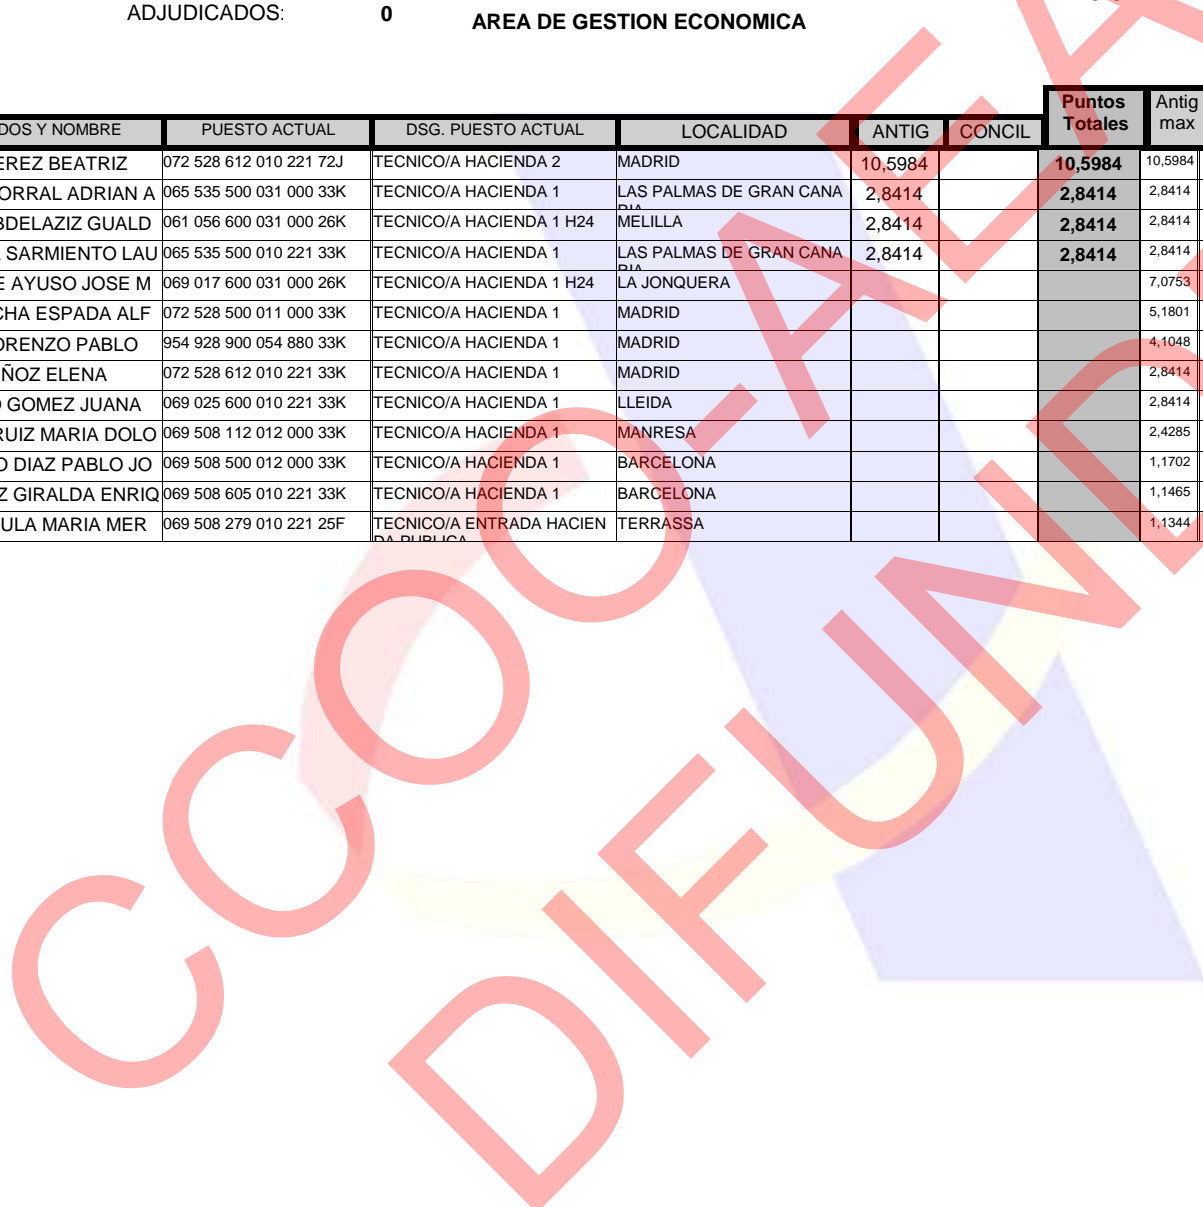 ADJUDICADOS: 0 AREA DE GESTION ECONOMICA
DOS Y NOMBRE PUESTO ACTUAL DSG. PUESTO ACTUAL LOCALIDAD ANTIG CONCIL Puntos Totales Antig max
EREZ BEATRIZ 072 528 612 010 221 72J TECNICO/A HACIENDA 2 MADRID 10,5984 10,5984 10,5984
ORRAL ADRIAN A 065 535 500 031 000 33K TECNICO/A HACIENDA 1 LAS PALMAS DE GRAN CANA RIA 2,8414 2,8414 2,8414
BDELAZIZ GUALD 061 056 600 031 000 26K TECNICO/A HACIENDA 1 H24 MELILLA 2,8414 2,8414 2,8414
SARMIENTO LAU 065 535 500 010 221 33K TECNICO/A HACIENDA 1 LAS PALMAS DE GRAN CANA RIA 2,8414 2,8414 2,8414
E AYUSO JOSE M 069 017 600 031 000 26K TECNICO/A HACIENDA 1 H24 LA JONQUERA 7,0753
CHA ESPADA ALF 072 528 500 011 000 33K TECNICO/A HACIENDA 1 MADRID 5,1801
ORENZO PABLO 954 928 900 054 880 33K TECNICO/A HACIENDA 1 MADRID 4,1048
ÑOZ ELENA 072 528 612 010 221 33K TECNICO/A HACIENDA 1 MADRID 2,8414
O GOMEZ JUANA 069 025 600 010 221 33K TECNICO/A HACIENDA 1 LLEIDA 2,8414
RUIZ MARIA DOLO 069 508 112 012 000 33K TECNICO/A HACIENDA 1 MANRESA 2,4285
O DIAZ PABLO JO 069 508 500 012 000 33K TECNICO/A HACIENDA 1 BARCELONA 1,1702
Z GIRALDA ENRIQ 069 508 605 010 221 33K TECNICO/A HACIENDA 1 BARCELONA 1,1465
ULA MARIA MER 069 508 279 010 221 25F TECNICO/A ENTRADA HACIEN DA PUBLICA TERRASSA 1,1344
CCOO-AEA
DIFUND